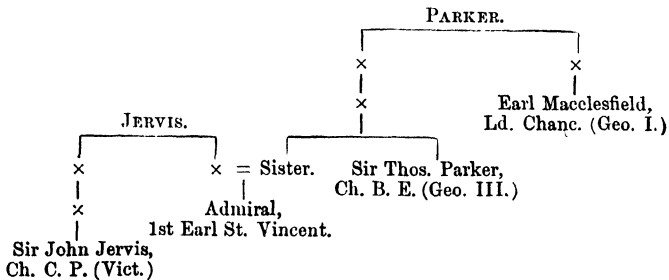 PARKER.
×
×
×
Earl Macclesfield,
Ld. Chanc. (Geo. I.)
JERVIS.
×
× = Sister.
Sir Thos. Parker,
Ch. B. E. (Geo. III.)
×
Admiral,
1st Earl St. Vincent.
Sir John Jervis,
Ch. C. P. (Vict.)